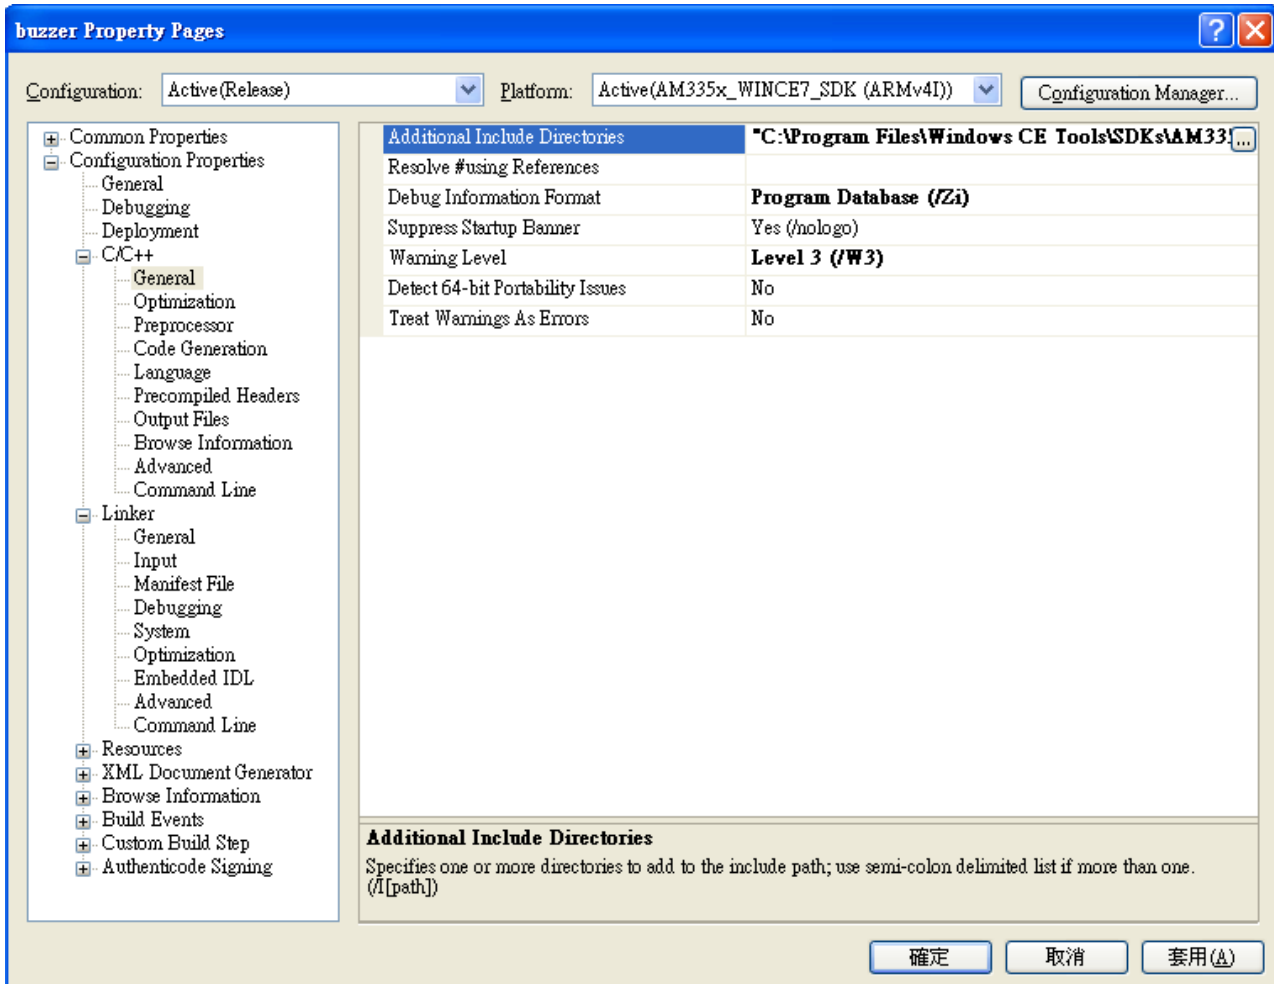 buzzer Property Pages
Configuration: Active(Release) Platform: Active(AM335x_WINCE7_SDK (ARMv4I)) Configuration Manager...
Common Properties
Configuration Properties
General
Debugging
Deployment
C/C++
General
Optimization
Preprocessor
Code Generation
Language
Precompiled Headers
Output Files
Browse Information
Advanced
Command Line
Linker
General
Input
Manifest File
Debugging
System
Optimization
Embedded IDL
Advanced
Command Line
Resources
XML Document Generator
Browse Information
Build Events
Custom Build Step
Authenticode Signing
Additional Include Directories "C:\Program Files\Windows CE Tools\SDKs\AM335 ...
Resolve #using References
Debug Information Format Program Database (/Zi)
Suppress Startup Banner Yes (/nologo)
Warning Level Level 3 (/W3)
Detect 64-bit Portability Issues No
Treat Warnings As Errors No
Additional Include Directories
Specifies one or more directories to add to the include path; use semi-colon delimited list if more than one.
(/I[path])
確定 取消 套用(A)